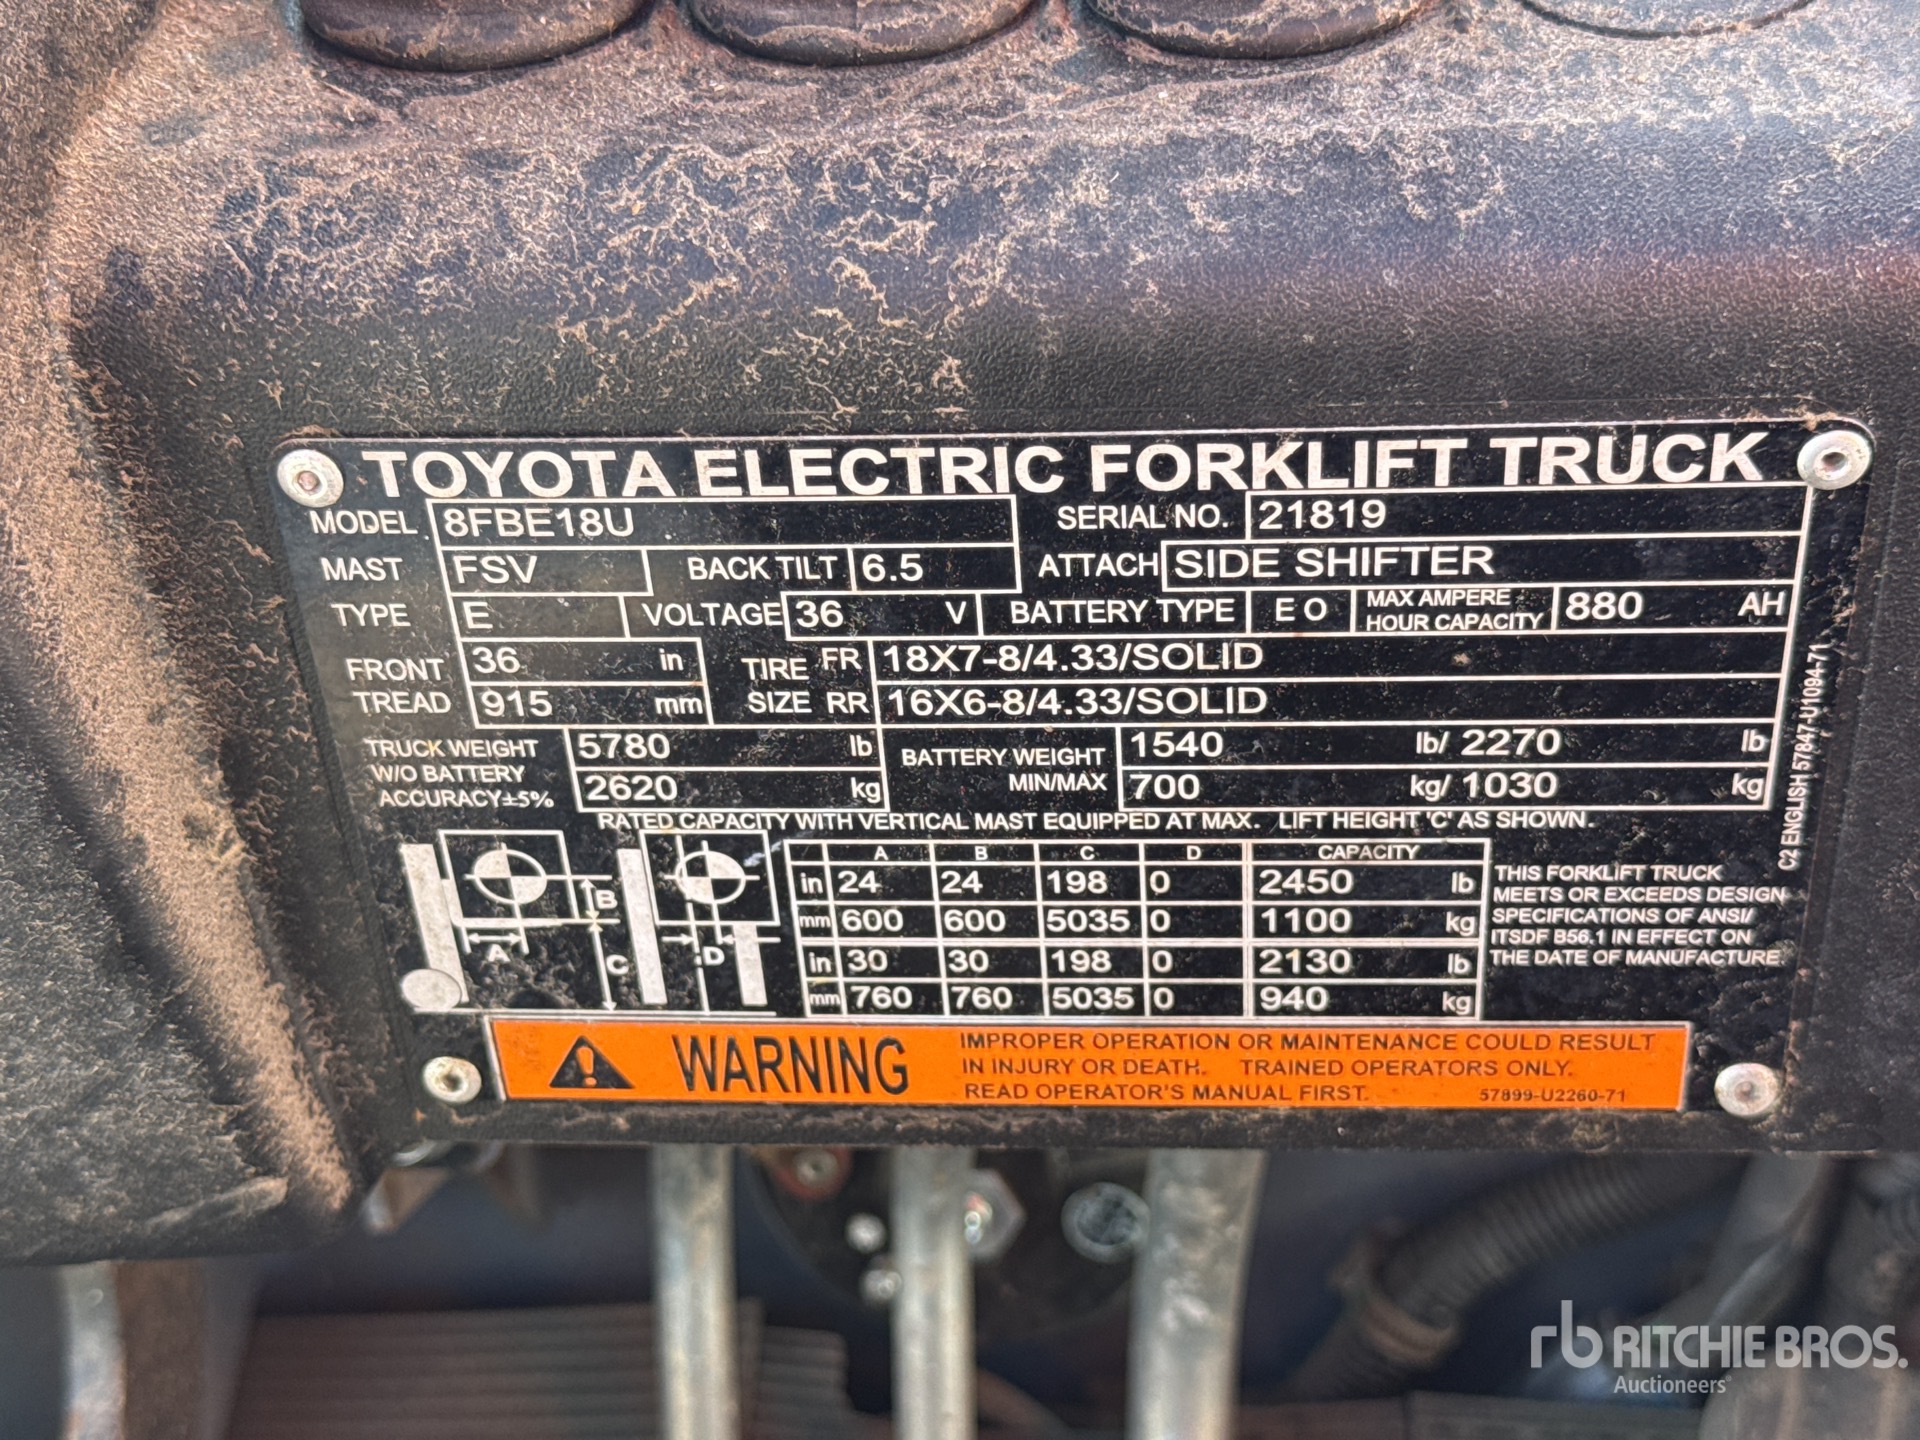 TOYOTA ELECTRIC FORKLIFT TRUCK
MODEL 8FBE18U SERIAL NO. 21819
MAST FSV BACK TILT 6.5 ATTACH SIDE SHIFTER
TYPE E VOLTAGE 36 V BATTERY TYPE E O MAX AMPERE HOUR CAPACITY 880 AH
FRONT TREAD 36 in TIRE SIZE FR 18X7-8/4.33/SOLID
915 mm RR 16X6-8/4.33/SOLID
TRUCK WEIGHT W/O BATTERY ACCURACY±5% 5780 lb BATTERY WEIGHT MIN/MAX 1540 lb/ 2270 lb
2620 kg 700 kg/ 1030 kg
RATED CAPACITY WITH VERTICAL MAST EQUIPPED AT MAX. LIFT HEIGHT 'C' AS SHOWN.
A B C D
A B C D CAPACITY
in 24 24 198 0 2450 lb
mm 600 600 5035 0 1100 kg
in 30 30 198 0 2130 lb
mm 760 760 5035 0 940 kg
THIS FORKLIFT TRUCK
MEETS OR EXCEEDS DESIGN
SPECIFICATIONS OF ANSI/
ITSDF B56.1 IN EFFECT ON
THE DATE OF MANUFACTURE.
C2 ENGLISH 57847-U1094-71
WARNING
IMPROPER OPERATION OR MAINTENANCE COULD RESULT
IN INJURY OR DEATH. TRAINED OPERATORS ONLY.
READ OPERATOR'S MANUAL FIRST. 57899-U2260-71
rb RITCHIE BROS.
Auctioneers